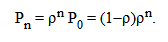 Pₙ = ρⁿ P₀ = (1-ρ)ρⁿ.